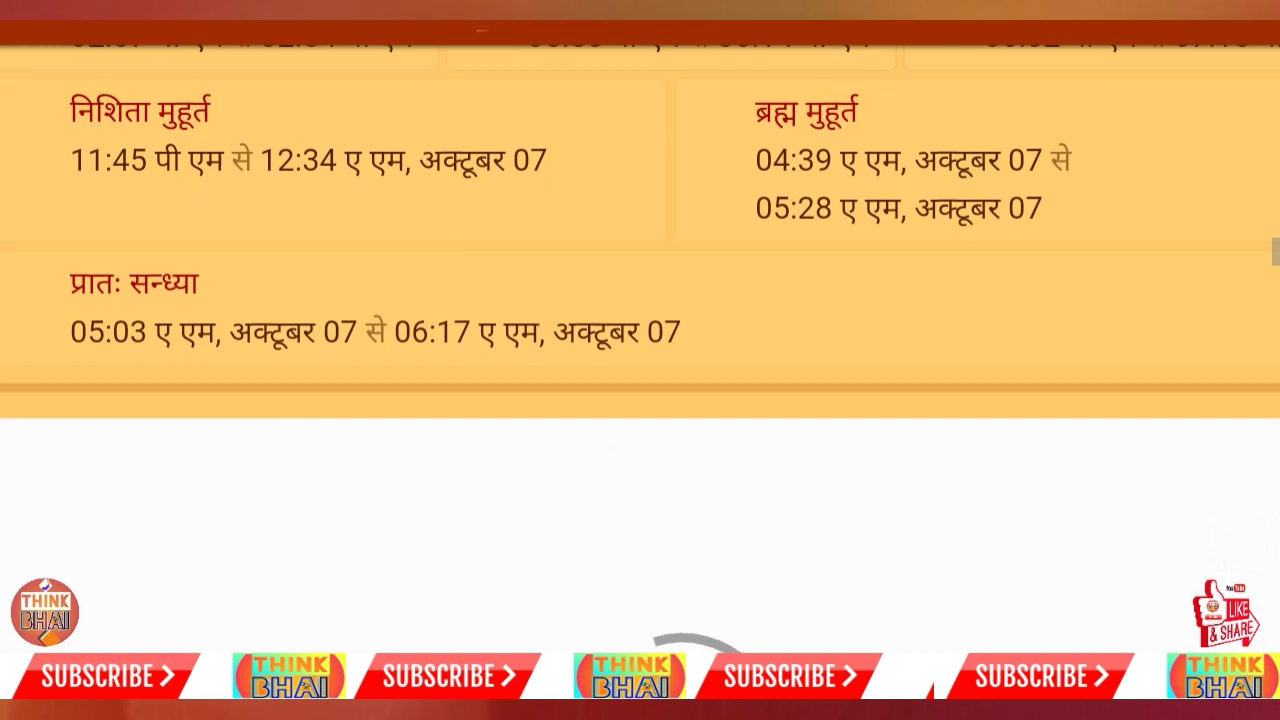 निशिता मुहूर्त
11:45 पी एम से 12:34 ए एम, अक्टूबर 07
ब्रह्म मुहूर्त
04:39 ए एम, अक्टूबर 07 से
05:28 ए एम, अक्टूबर 07
प्रातः सन्ध्या
05:03 ए एम, अक्टूबर 07 से 06:17 ए एम, अक्टूबर 07
THINK
BHAI
YouTube
LIKE
& SHARE
SUBSCRIBE THINK BHAI SUBSCRIBE THINK BHAI SUBSCRIBE SUBSCRIBE THINK BHAI